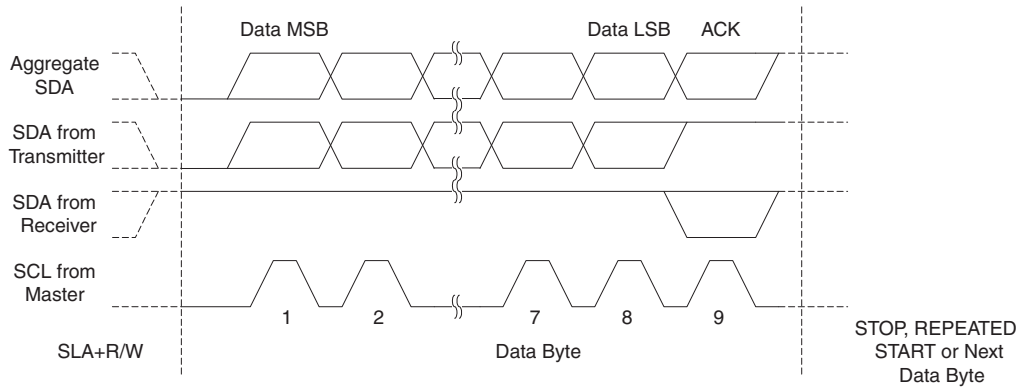 Data MSB
Data LSB
ACK
Aggregate
SDA
SDA from
Transmitter
SDA from
Receiver
SCL from
Master
1
2
7
8
9
SLA+R/W
Data Byte
STOP, REPEATED
START or Next
Data Byte